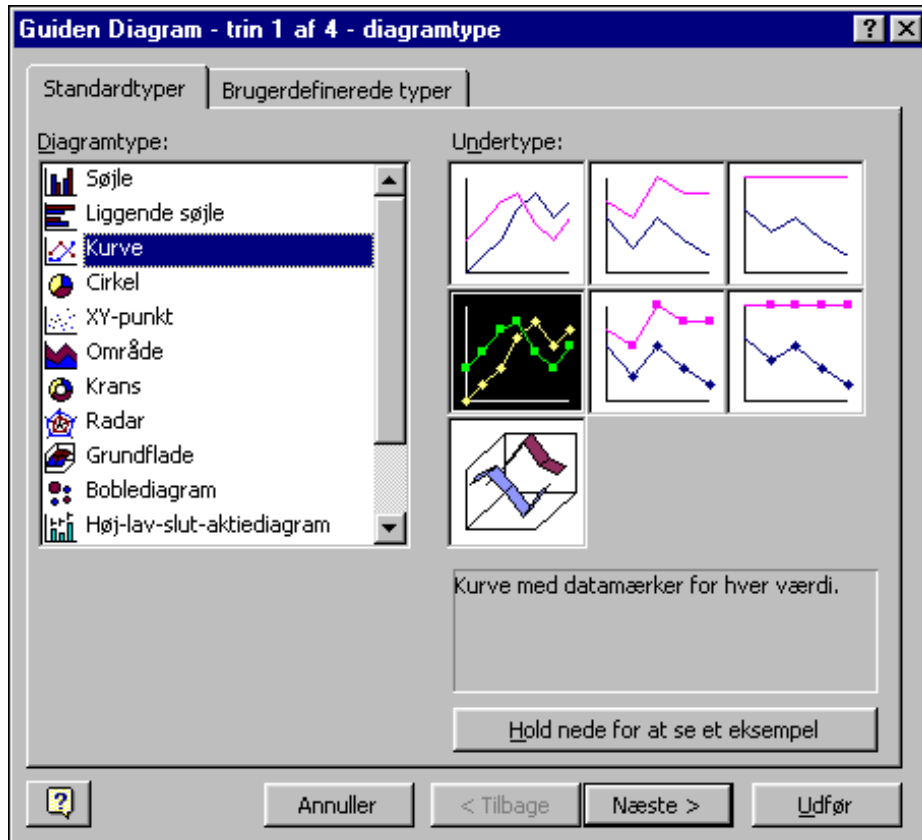 Guiden Diagram - trin 1 af 4 - diagramtype
Standardtyper
Brugerdefinerede typer
Diagramtype:
Undertype:
Søjle
Liggende søjle
Kurve
Cirkel
XY-punkt
Område
Krans
Radar
Grundflade
Boblediagram
Høj-lav-slut-aktiediagram
Kurve med datamærker for hver værdi.
Hold nede for at se et eksempel
Annuller
< Tilbage
Næste >
Udfør